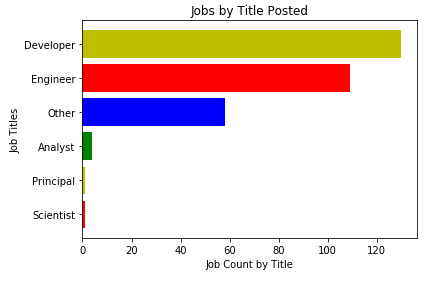 Jobs by Title Posted
Developer
Engineer
Other
Analyst
Principal
Scientist
Job Titles
0 20 40 60 80 100 120
Job Count by Title